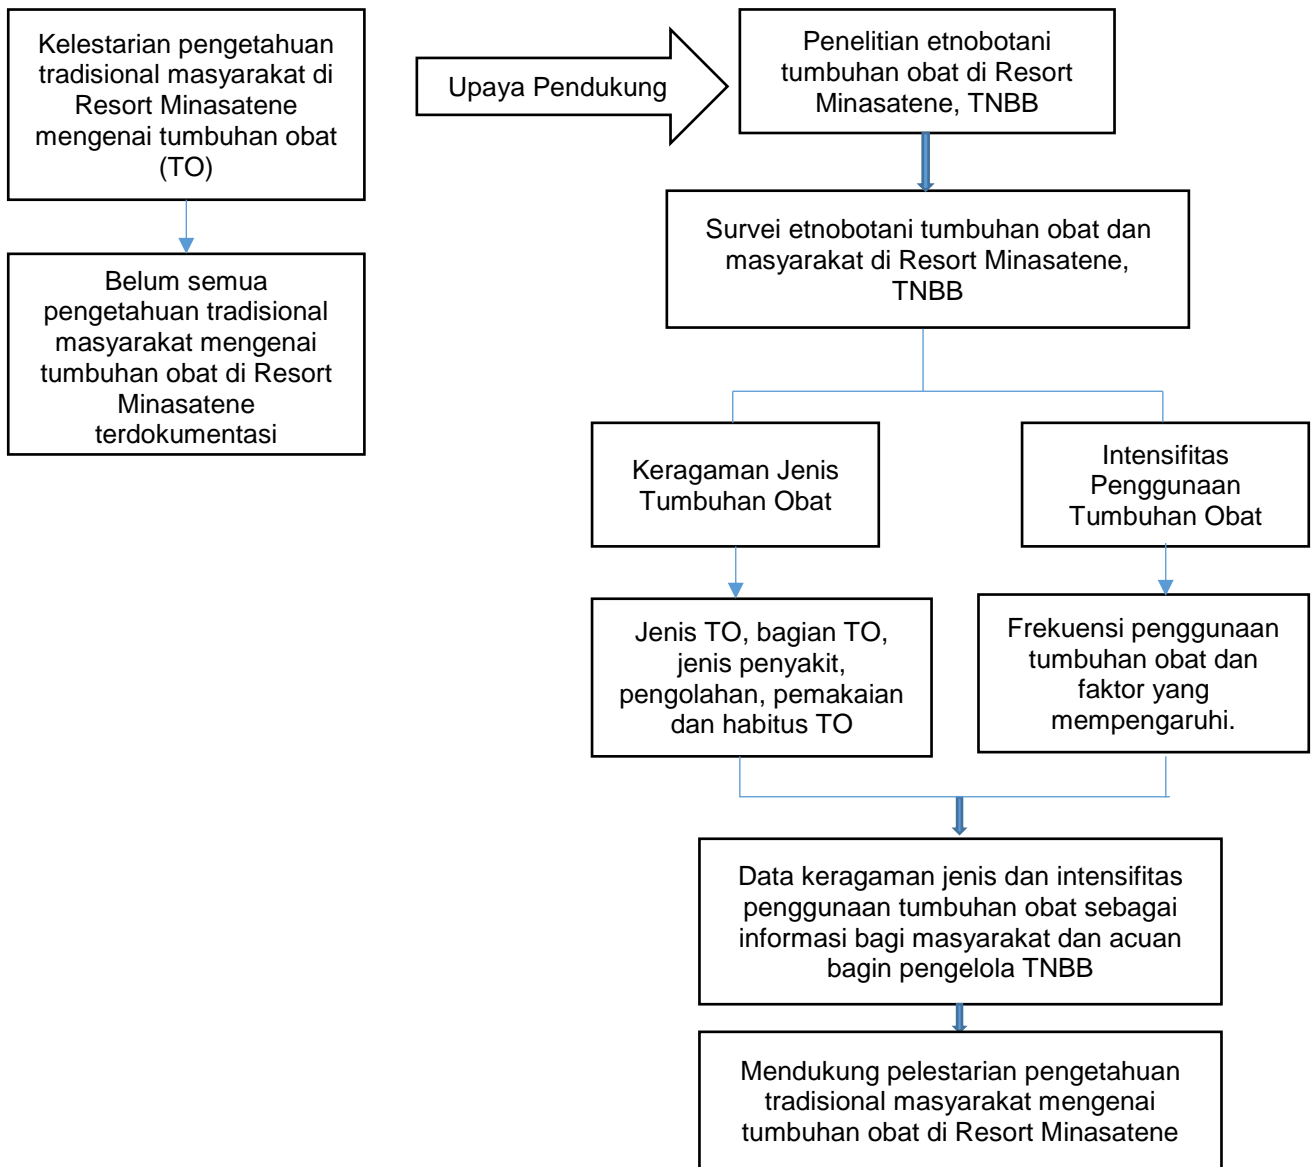 Kelestarian pengetahuan
tradisional masyarakat di
Resort Minasatene
mengenai tumbuhan obat
(TO)
Belum semua
pengetahuan tradisional
masyarakat mengenai
tumbuhan obat di Resort
Minasatene
terdokumentasi
Upaya Pendukung
Penelitian etnobotani
tumbuhan obat di Resort
Minasatene, TNBB
Survei etnobotani tumbuhan obat dan
masyarakat di Resort Minasatene,
TNBB
Keragaman Jenis
Tumbuhan Obat
Intensifitas
Penggunaan
Tumbuhan Obat
Jenis TO, bagian TO,
jenis penyakit,
pengolahan, pemakaian
dan habitus TO
Frekuensi penggunaan
tumbuhan obat dan
faktor yang
mempengaruhi.
Data keragaman jenis dan intensifitas
penggunaan tumbuhan obat sebagai
informasi bagi masyarakat dan acuan
bagin pengelola TNBB
Mendukung pelestarian pengetahuan
tradisional masyarakat mengenai
tumbuhan obat di Resort Minasatene